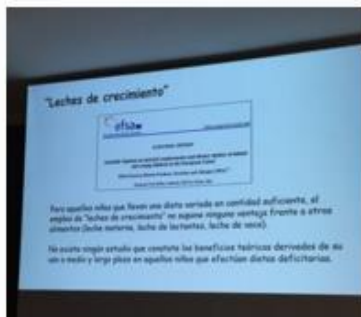 "Leches de crecimiento"
efsa
Para aquellos niños que llevan una dieta variada en cantidad suficiente, el
empleo de "leches de crecimiento" no supone ninguna ventaja frente a otros
alimentos (leche materna, leche de lactantes, leche de vaca).
No existe ningún estudio que constate los beneficios teóricos derivados de su
uso a medio y largo plazo en aquellos niños que efectúan dietas deficitarias.